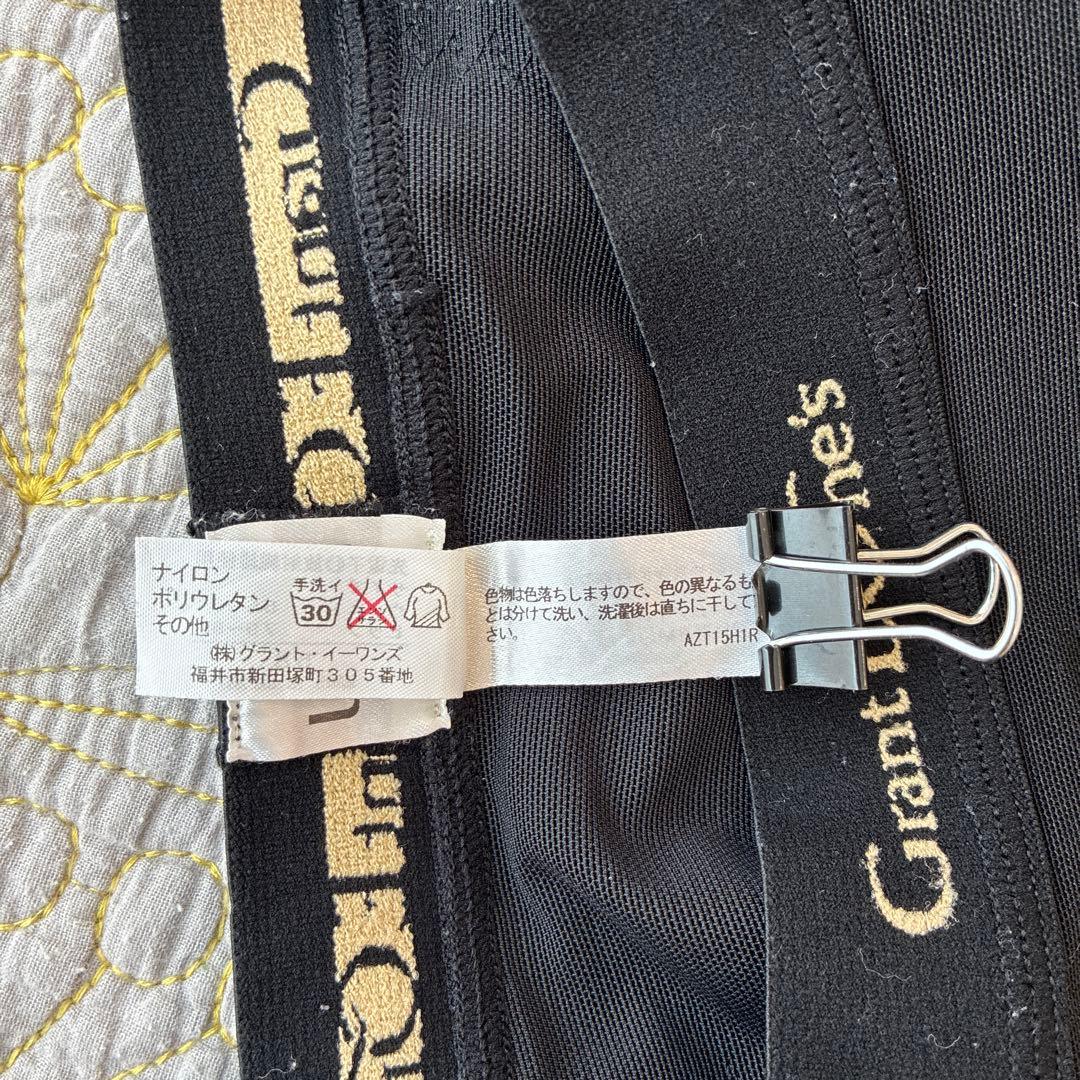 ナイロン
ポリウレタン
その他
手洗イ
30
(株)グラント・イーワンズ
福井市新田塚町305番地
色物は色落ちしますので、色の異なるも
とは分けて洗い、洗濯後は直ちに干して
さい。
AZT15H1R
Grant
ne's